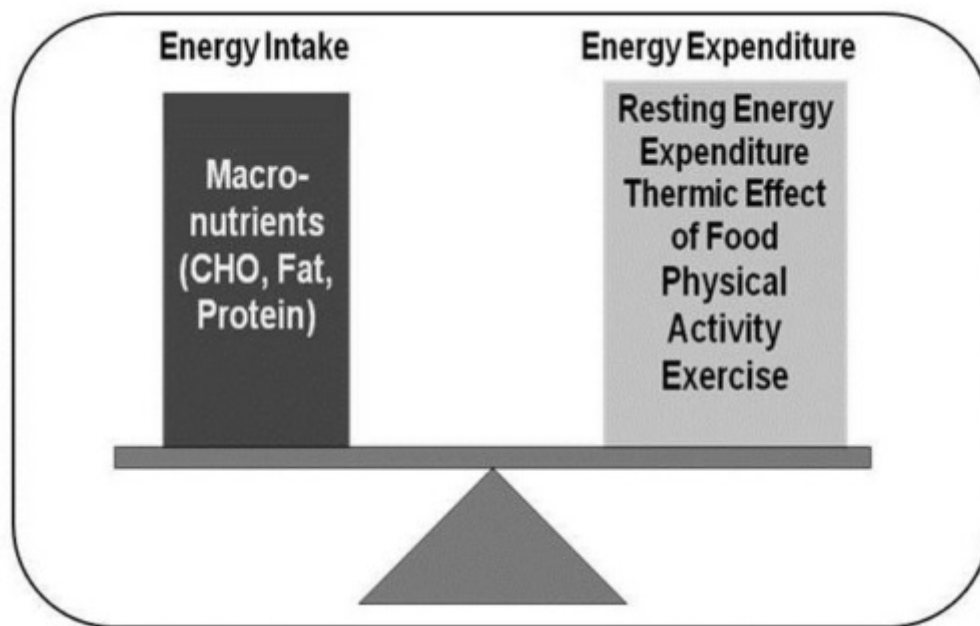 Energy Intake
Macro-
nutrients
(CHO, Fat,
Protein)
Energy Expenditure
Resting Energy
Expenditure
Thermic Effect
of Food
Physical
Activity
Exercise